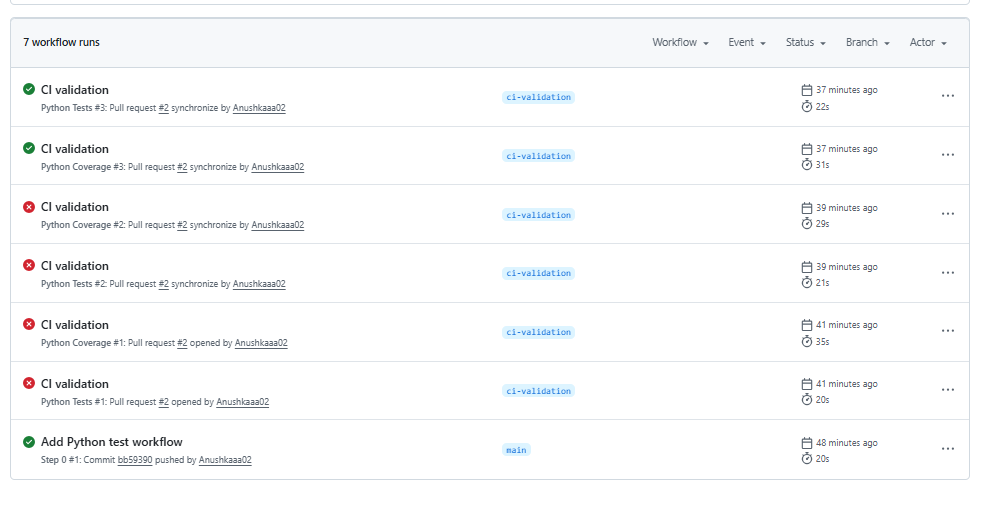 7 workflow runs
Workflow Event Status Branch Actor
CI validation
Python Tests #3: Pull request #2 synchronize by Anushkaaa02
ci-validation
37 minutes ago
22s
CI validation
Python Coverage #3: Pull request #2 synchronize by Anushkaaa02
ci-validation
37 minutes ago
31s
CI validation
Python Coverage #2: Pull request #2 synchronize by Anushkaaa02
ci-validation
39 minutes ago
29s
CI validation
Python Tests #2: Pull request #2 synchronize by Anushkaaa02
ci-validation
39 minutes ago
21s
CI validation
Python Coverage #1: Pull request #2 opened by Anushkaaa02
ci-validation
41 minutes ago
35s
CI validation
Python Tests #1: Pull request #2 opened by Anushkaaa02
ci-validation
41 minutes ago
20s
Add Python test workflow
Step 0 #1: Commit bb59390 pushed by Anushkaaa02
main
48 minutes ago
20s